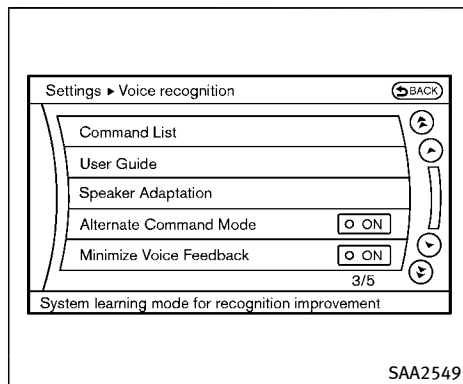 Settings ▸ Voice recognition
BACK
Command List
User Guide
Speaker Adaptation
Alternate Command Mode
ON
Minimize Voice Feedback
ON
3/5
System learning mode for recognition improvement
SAA2549